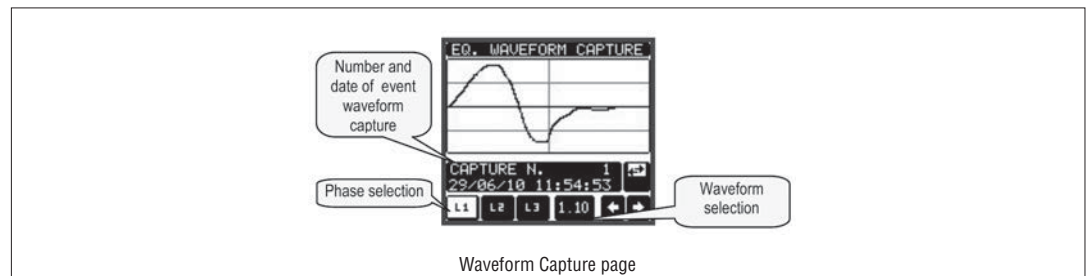 EQ. WAVEFORM CAPTURE
Number and
date of event
waveform
capture
CAPTURE N. 1
29/06/10 11:54:53
Phase selection
L1 L2 L3 1.10
Waveform
selection
Waveform Capture page